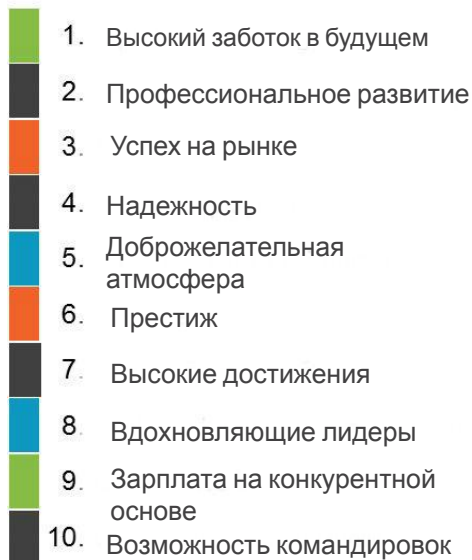 1. Высокий заботок в будущем
2. Профессиональное развитие
3. Успех на рынке
4. Надежность
5. Доброжелательная
атмосфера
6. Престиж
7. Высокие достижения
8. Вдохновляющие лидеры
9. Зарплата на конкурентной
основе
10. Возможность командировок